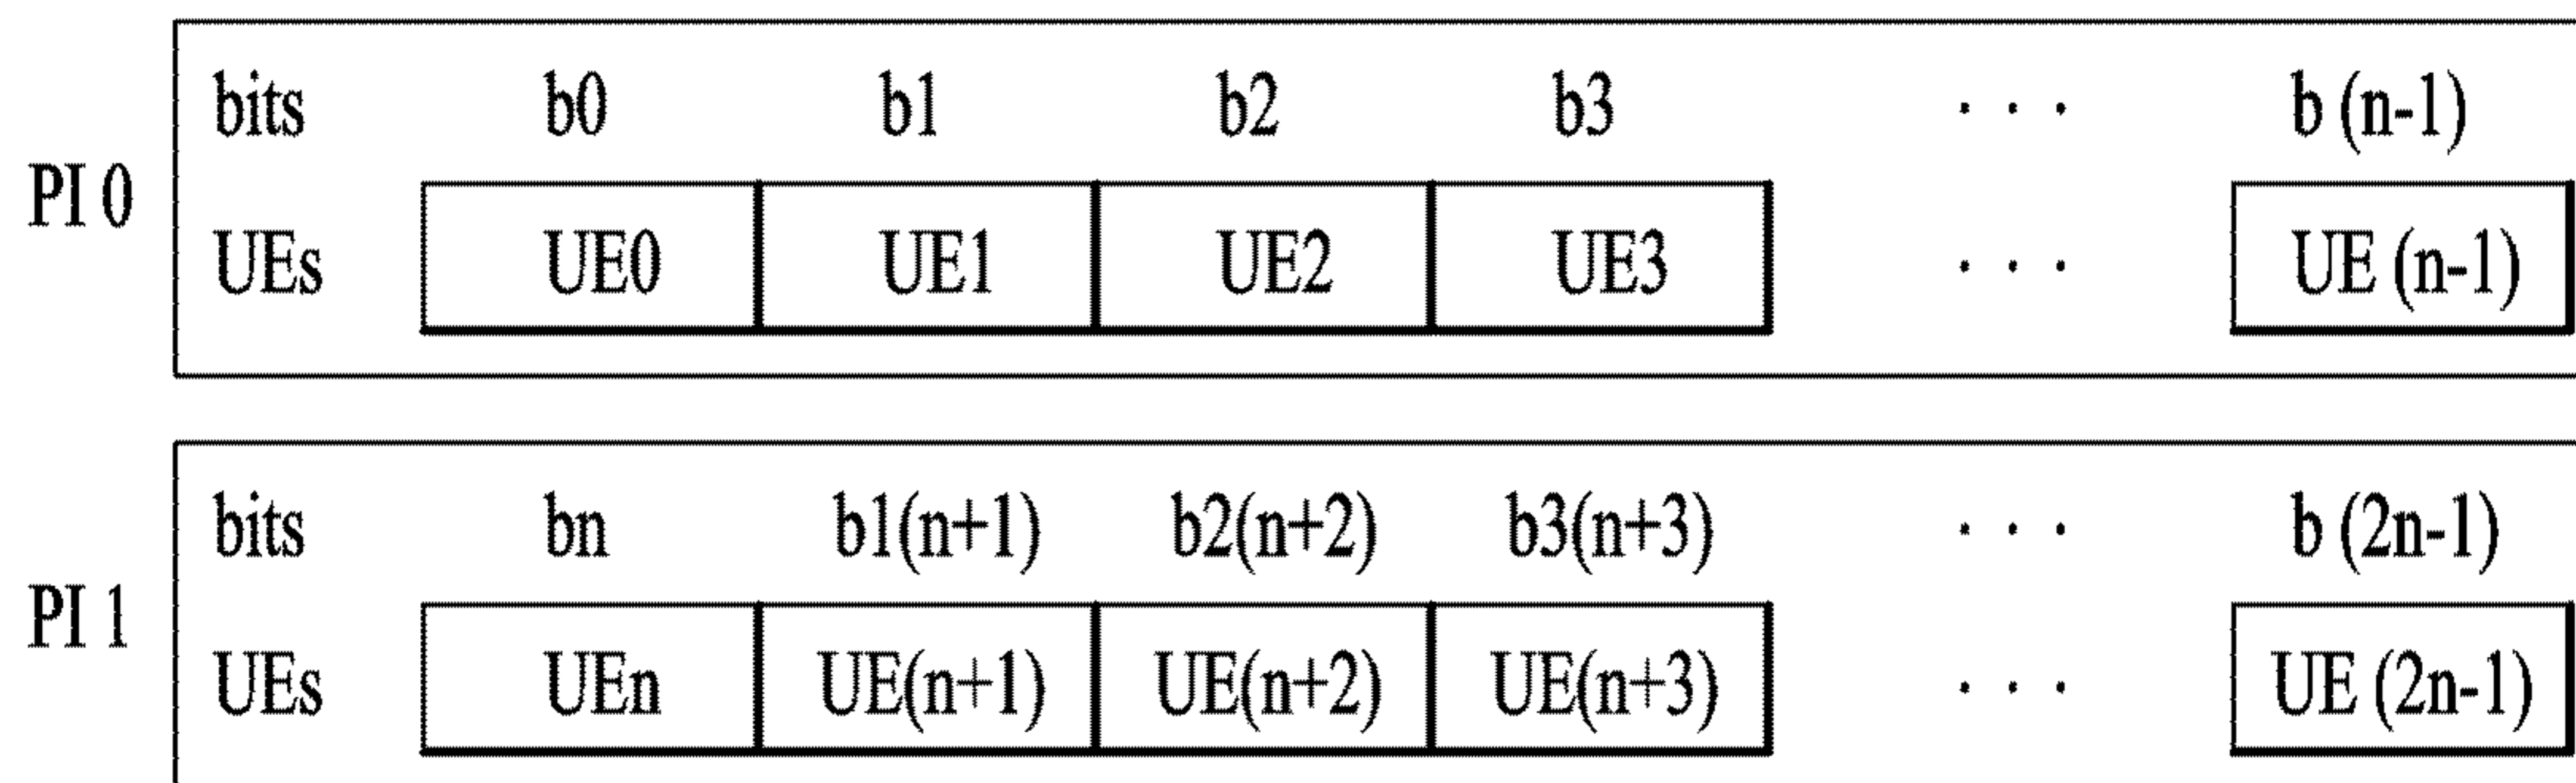 bits b0 b1 b2 b3 . . . b (n-1)
PI 0
UEs UE0 UE1 UE2 UE3 . . . UE (n-1)
bits bn b1(n+1) b2(n+2) b3(n+3) . . . b (2n-1)
PI 1
UEs UEn UE(n+1) UE(n+2) UE(n+3) . . . UE (2n-1)